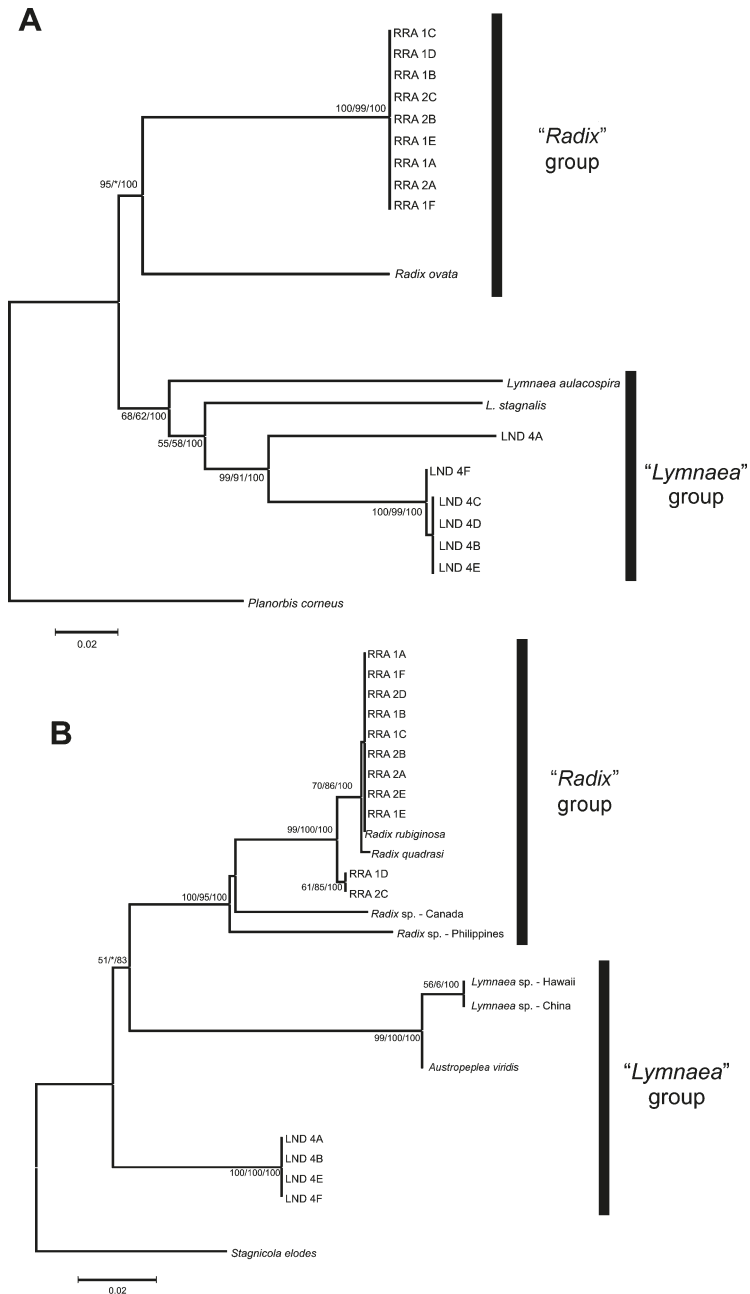 A
RRA 1C
RRA 1D
RRA 1B
RRA 2C
100/99/100
RRA 2B
RRA 1E
RRA 1A
RRA 2A
RRA 1F
"Radix"
group
95/*/100
Radix ovata
Lymnaea aulacospira
68/62/100
L. stagnalis
55/58/100
LND 4A
99/91/100
LND 4F
100/99/100
LND 4C
LND 4D
LND 4B
LND 4E
"Lymnaea"
group
Planorbis corneus
0.02
B
RRA 1A
RRA 1F
RRA 2D
RRA 1B
RRA 1C
RRA 2B
RRA 2A
70/86/100
RRA 2E
RRA 1E
"Radix"
group
99/100/100
Radix rubiginosa
Radix quadrasi
RRA 1D
61/85/100
RRA 2C
100/95/100
Radix sp. - Canada
Radix sp. - Philippines
51/*/83
56/6/100
Lymnaea sp. - Hawaii
Lymnaea sp. - China
99/100/100
Austropeplea viridis
"Lymnaea"
group
LND 4A
LND 4B
100/100/100
LND 4E
LND 4F
Stagnicola elodes
0.02